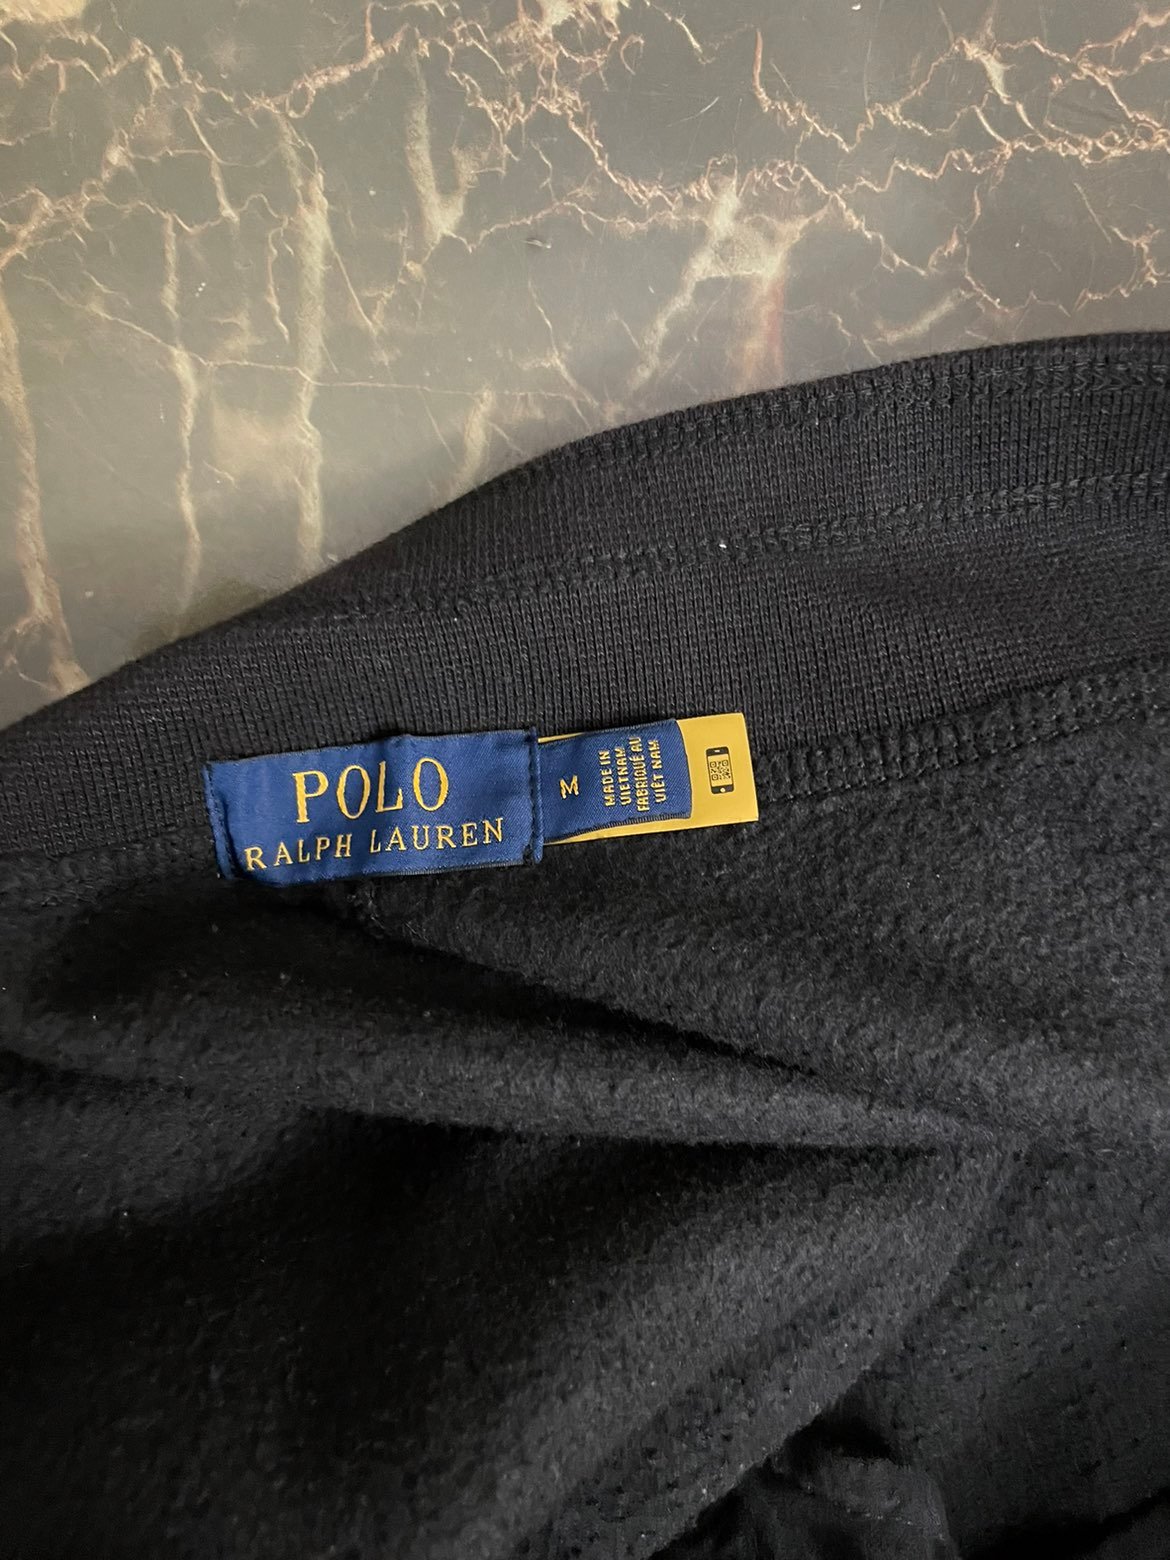 POLO
RALPH LAUREN
M
MADE IN
VIETNAM
FABRIQUÉ AU
VIÊT NAM